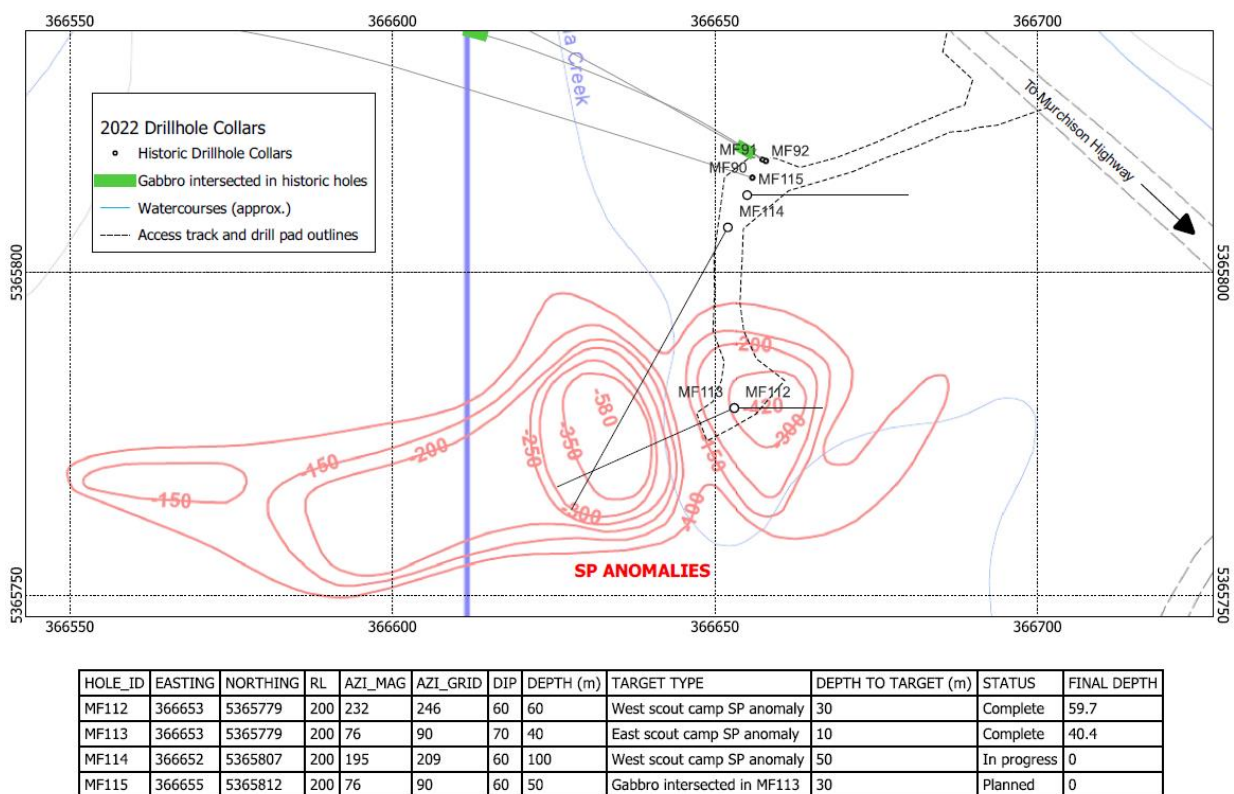 366550 366600 366650 366700
Creek
To Murchison Highway
2022 Drillhole Collars
Historic Drillhole Collars
Gabbro intersected in historic holes
Watercourses (approx.)
Access track and drill pad outlines
MF91 MF92
MF90
MF115
MF114
5365800 5365800
-200
MF113 MF112
-580
-420
-300
-250
-350
-150
-200
-150
-150
-300
-100
SP ANOMALIES
5365750 5365750
366550 366600 366650 366700
HOLE_ID EASTING NORTHING RL AZI_MAG AZI_GRID DIP DEPTH (m) TARGET TYPE DEPTH TO TARGET (m) STATUS FINAL DEPTH
MF112 366653 5365779 200 232 246 60 60 West scout camp SP anomaly 30 Complete 59.7
MF113 366653 5365779 200 76 90 70 40 East scout camp SP anomaly 10 Complete 40.4
MF114 366652 5365807 200 195 209 60 100 West scout camp SP anomaly 50 In progress 0
MF115 366655 5365812 200 76 90 60 50 Gabbro intersected in MF113 30 Planned 0